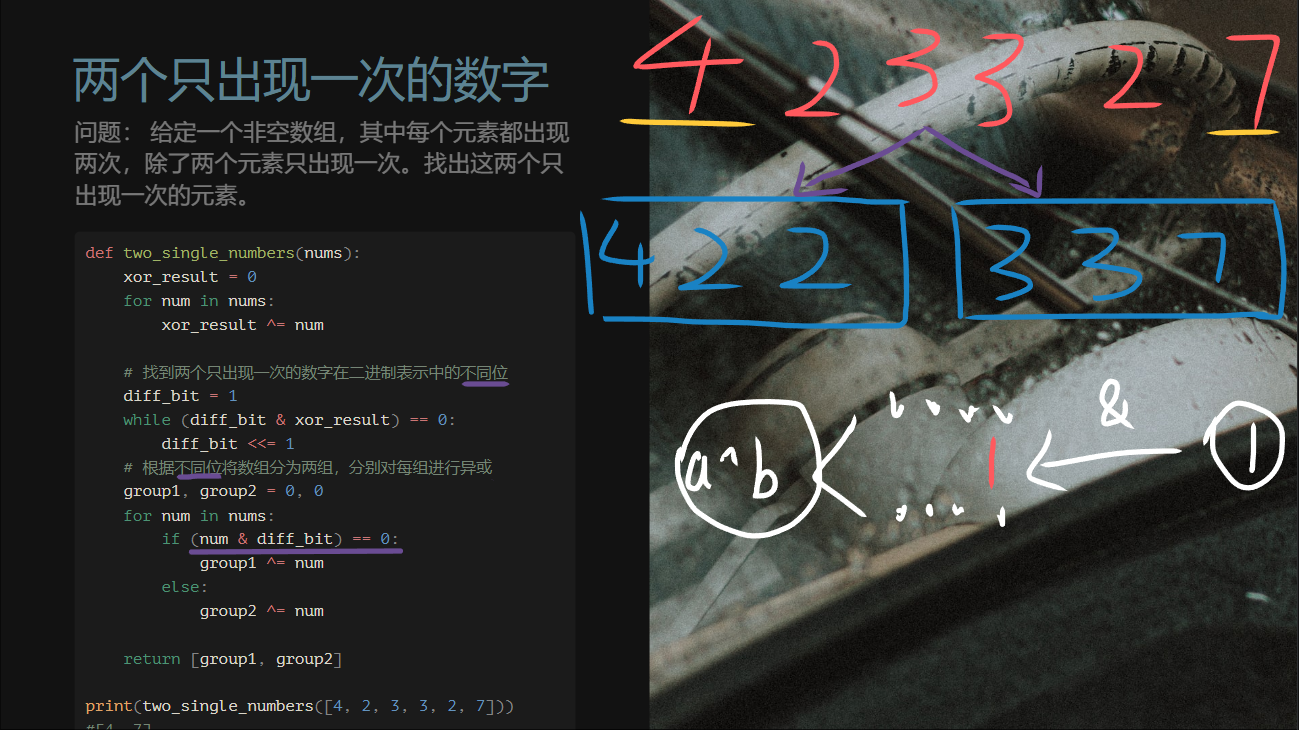 两个只出现一次的数字
问题： 给定一个非空数组，其中每个元素都出现
两次，除了两个元素只出现一次。找出这两个只
出现一次的元素。
def two_single_numbers(nums):
xor_result = 0
for num in nums:
xor_result ^= num
# 找到两个只出现一次的数字在二进制表示中的不同位
diff_bit = 1
while (diff_bit & xor_result) == 0:
diff_bit <<= 1
# 根据不同位将数组分为两组，分别对每组进行异或
group1, group2 = 0, 0
for num in nums:
if (num & diff_bit) == 0:
group1 ^= num
else:
group2 ^= num
return [group1, group2]
print(two_single_numbers([4, 2, 3, 3, 2, 7]))
#[4, 7]
4 2 3 3 2 7
4 2 2
3 3 7
a^b
1
&
1